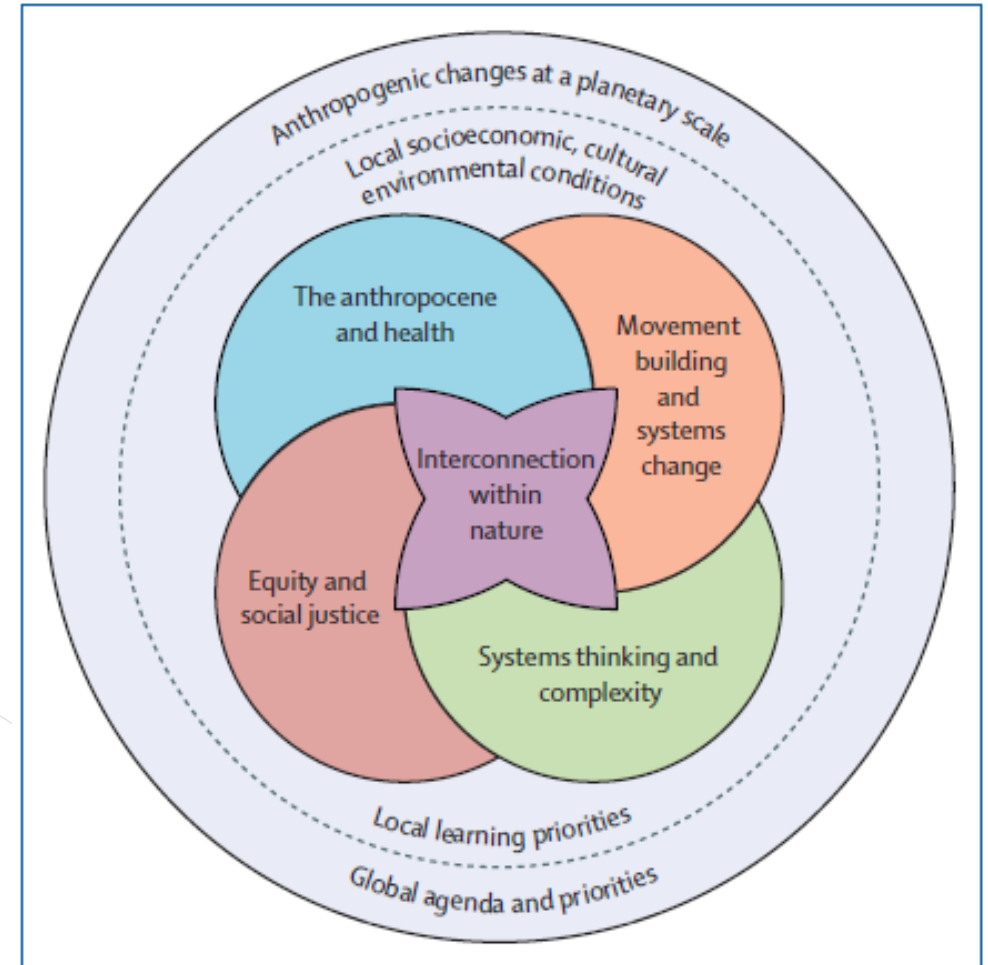 Anthropogenic changes at a planetary scale
Local socioeconomic, cultural
environmental conditions
The anthropocene
and health
Movement
building
and
systems
change
Interconnection
within
nature
Equity and
social justice
Systems thinking and
complexity
Local learning priorities
Global agenda and priorities